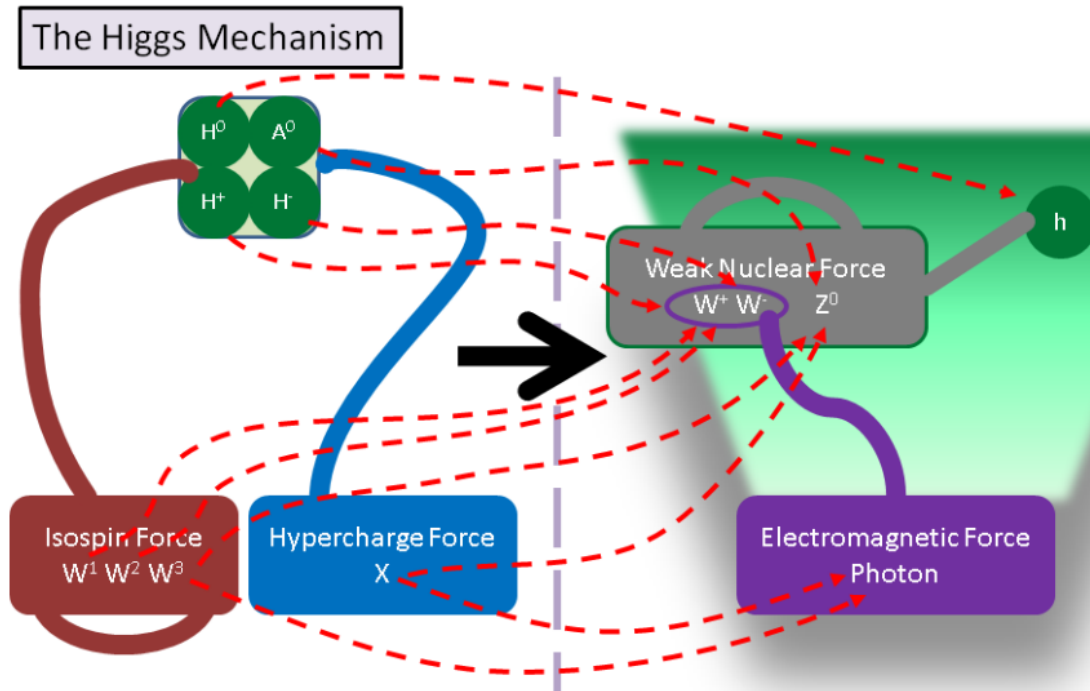 The Higgs Mechanism
H⁰ A⁰
H⁺ H⁻
h
Weak Nuclear Force
W⁺ W⁻ Z⁰
Isospin Force
W¹ W² W³
Hypercharge Force
X
Electromagnetic Force
Photon